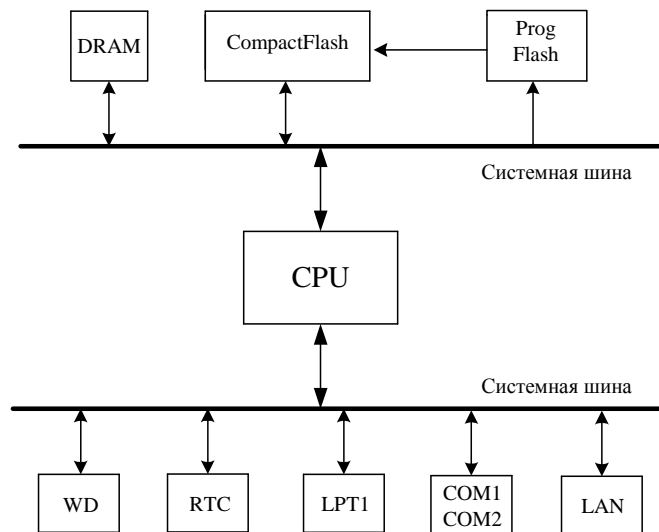 DRAM
CompactFlash
Prog
Flash
Системная шина
CPU
Системная шина
WD
RTC
LPT1
COM1
COM2
LAN